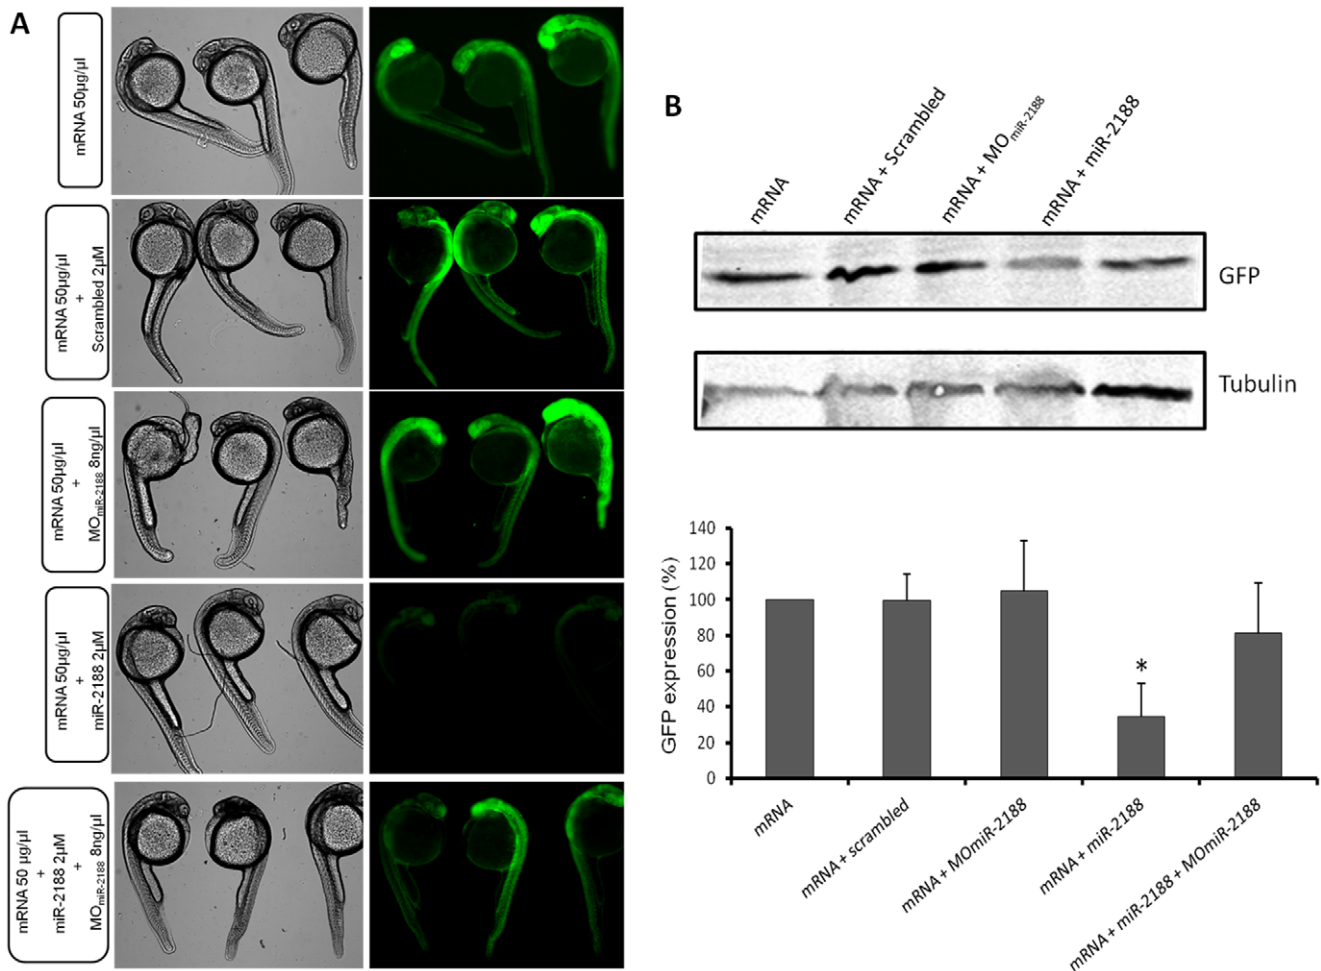 A
mRNA 50µg/µl
mRNA 50µg/µl
+
Scrambled 2µM
mRNA 50µg/µl
+
MOmiR-2188 8ng/µl
mRNA 50µg/µl
+
miR-2188 2µM
mRNA 50 µg/µl
+
miR-2188 2µM
+
MOmiR-2188 8ng/µl
B
mRNA
mRNA + Scrambled
mRNA + MOmiR-2188
mRNA + miR-2188
GFP
Tubulin
GFP expression (%)
140
120
100
80
60
40
20
0
*
mRNA
mRNA + scrambled
mRNA + MOmiR-2188
mRNA + miR-2188
mRNA + miR-2188 + MOmiR-2188